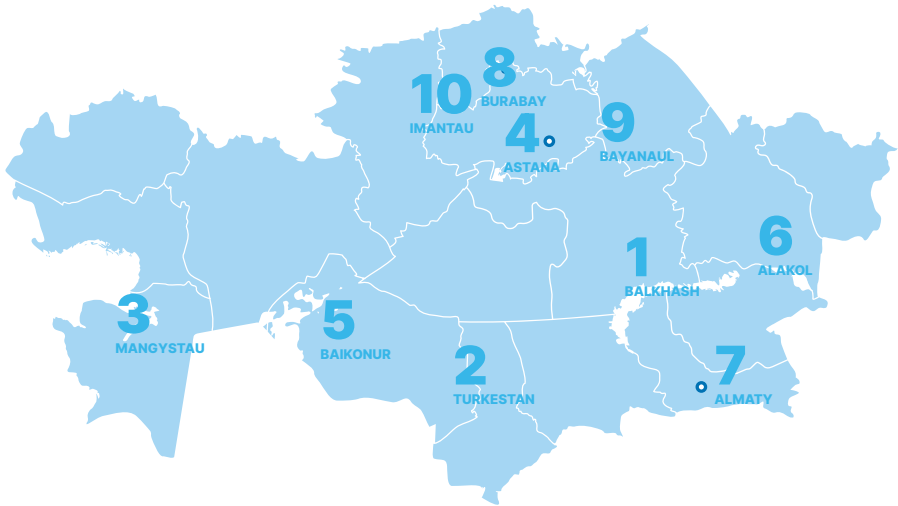 8
BURABAY
10
IMANTAU
4
ASTANA
9
BAYANAUL
6
ALAKOL
1
BALKHASH
3
MANGYSTAU
5
BAIKONUR
2
TURKESTAN
7
ALMATY